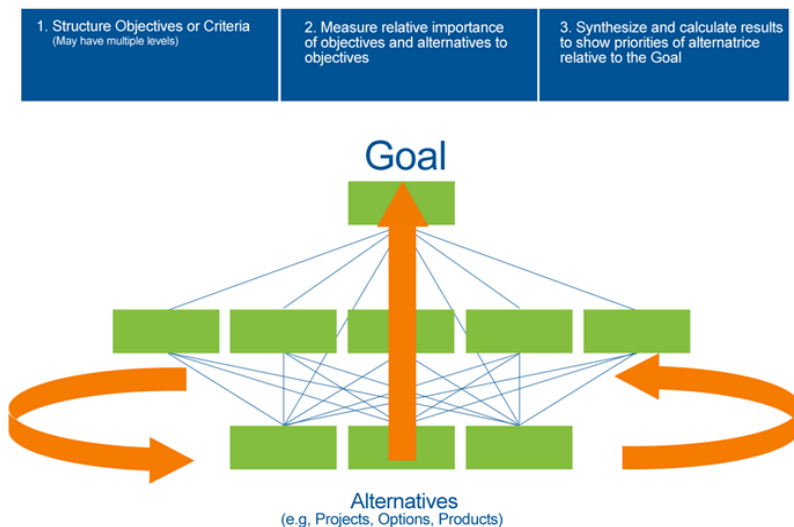 1. Structure Objectives or Criteria
(May have multiple levels)
2. Measure relative importance
of objectives and alternatives to
objectives
3. Synthesize and calculate results
to show priorities of alternatrice
relative to the Goal
Goal
Alternatives
(e.g, Projects, Options, Products)